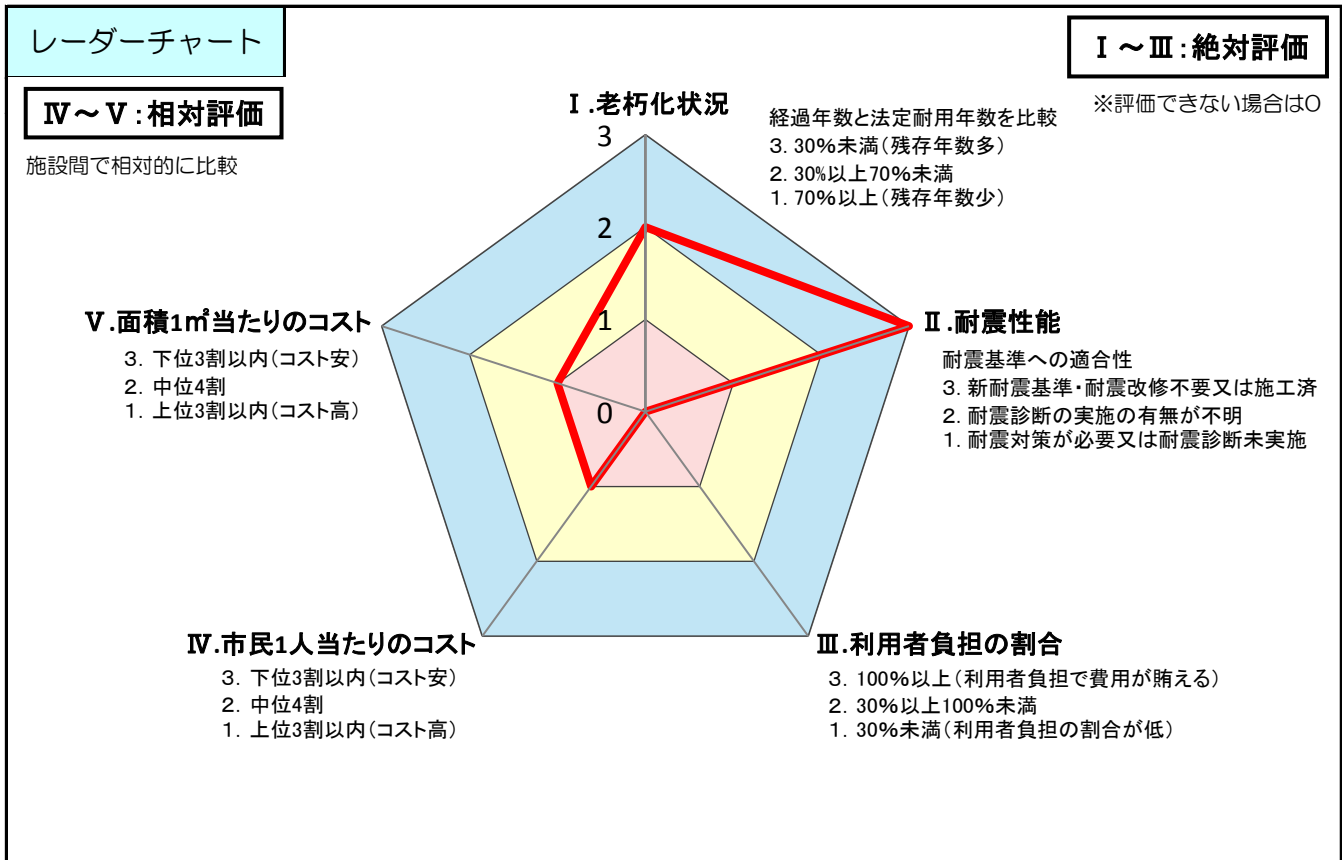 レーダーチャート
Ⅰ～Ⅲ:絶対評価
※評価できない場合は0
Ⅳ～Ⅴ:相対評価
施設間で相対的に比較
Ⅰ.老朽化状況
経過年数と法定耐用年数を比較
3. 30%未満(残存年数多)
2. 30%以上70%未満
1. 70%以上(残存年数少)
3
2
1
0
Ⅱ.耐震性能
耐震基準への適合性
3. 新耐震基準・耐震改修不要又は施工済
2. 耐震診断の実施の有無が不明
1. 耐震対策が必要又は耐震診断未実施
Ⅴ.面積1㎡当たりのコスト
3. 下位3割以内(コスト安)
2. 中位4割
1. 上位3割以内(コスト高)
Ⅳ.市民1人当たりのコスト
3. 下位3割以内(コスト安)
2. 中位4割
1. 上位3割以内(コスト高)
Ⅲ.利用者負担の割合
3. 100%以上(利用者負担で費用が賄える)
2. 30%以上100%未満
1. 30%未満(利用者負担の割合が低)